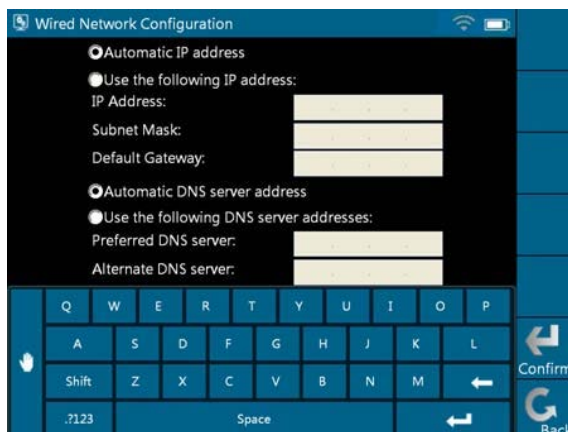 Wired Network Configuration
Automatic IP address
Use the following IP address:
IP Address:
Subnet Mask:
Default Gateway:
Automatic DNS server address
Use the following DNS server addresses:
Preferred DNS server:
Alternate DNS server:
Q W E R T Y U I O P
A S D F G H J K L
Shift Z X C V B N M
Confirm
.?123 Space
Back